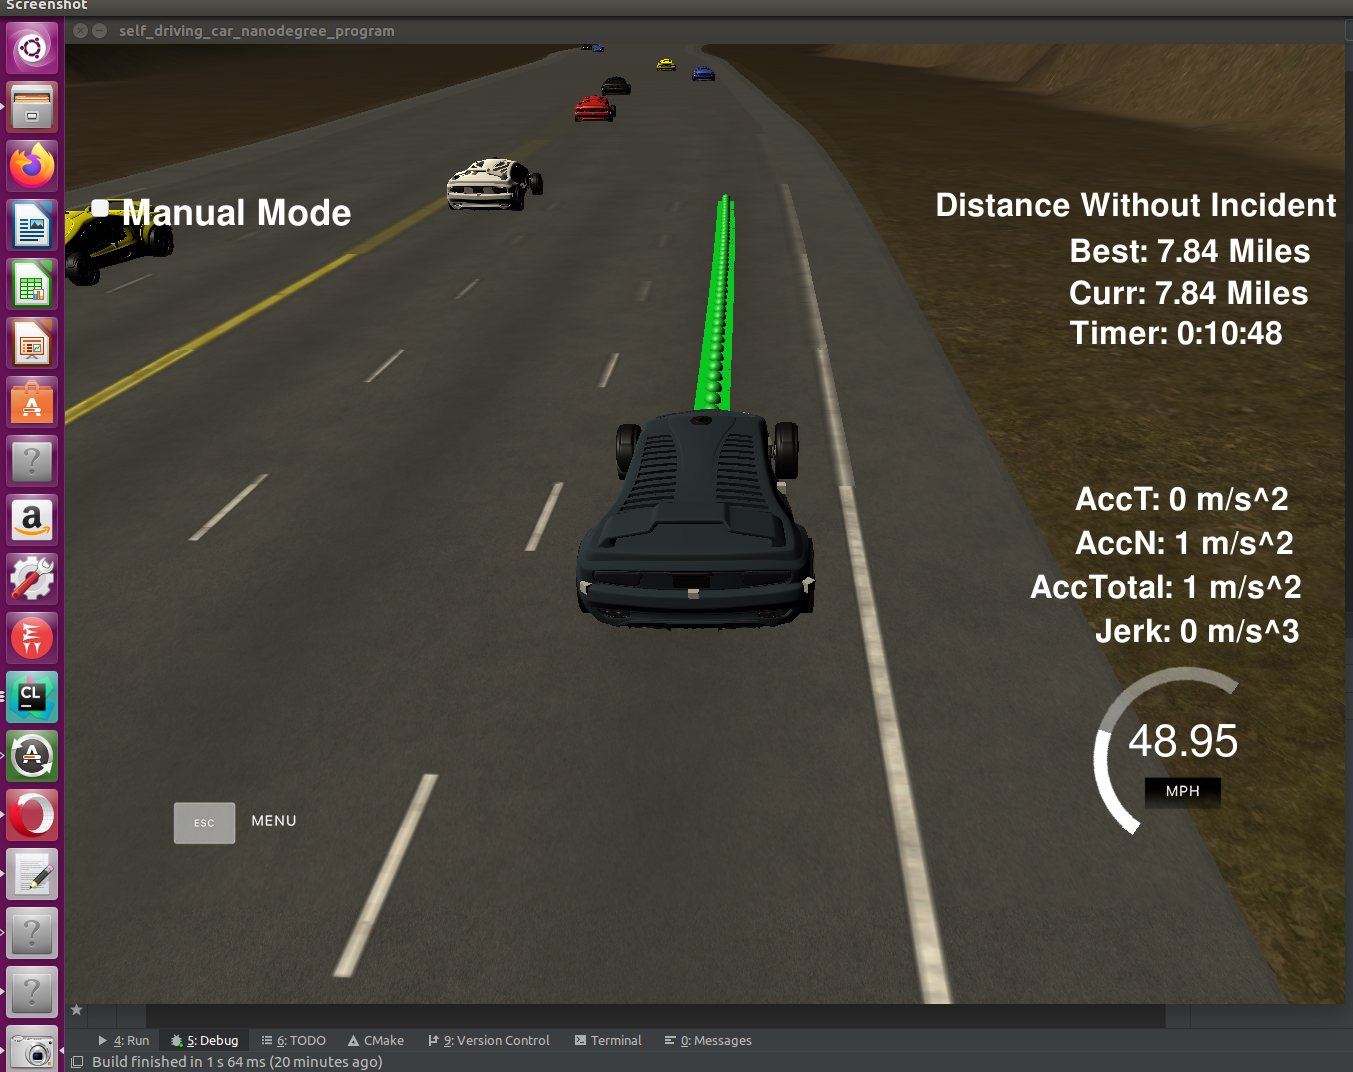 Screenshot
self_driving_car_nanodegree_program
Manual Mode
Distance Without Incident
Best: 7.84 Miles
Curr: 7.84 Miles
Timer: 0:10:48
AccT: 0 m/s^2
AccN: 1 m/s^2
AccTotal: 1 m/s^2
Jerk: 0 m/s^3
48.95
MPH
ESC MENU
CL
4: Run 5: Debug 6: TODO CMake 9: Version Control Terminal 0: Messages
Build finished in 1 s 64 ms (20 minutes ago)